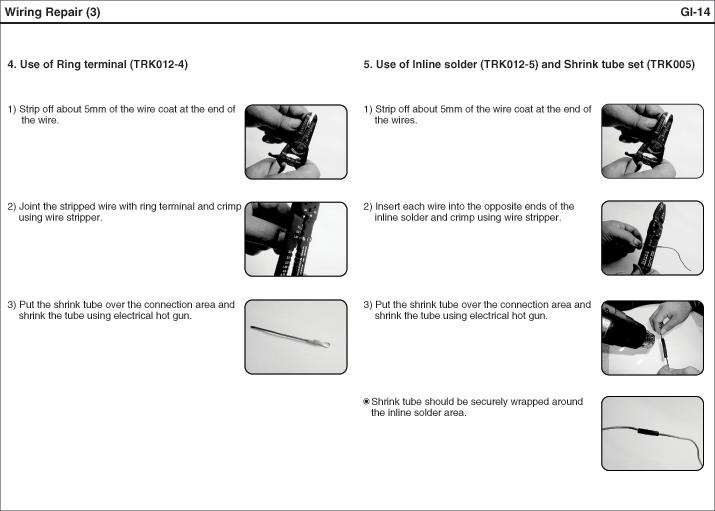 Wiring Repair (3)
GI-14
4. Use of Ring terminal (TRK012-4)
1) Strip off about 5mm of the wire coat at the end of
the wire.
2) Joint the stripped wire with ring terminal and crimp
using wire stripper.
3) Put the shrink tube over the connection area and
shrink the tube using electrical hot gun.
5. Use of Inline solder (TRK012-5) and Shrink tube set (TRK005)
1) Strip off about 5mm of the wire coat at the end of
the wires.
2) Insert each wire into the opposite ends of the
inline solder and crimp using wire stripper.
3) Put the shrink tube over the connection area and
shrink the tube using electrical hot gun.
◉Shrink tube should be securely wrapped around
the inline solder area.